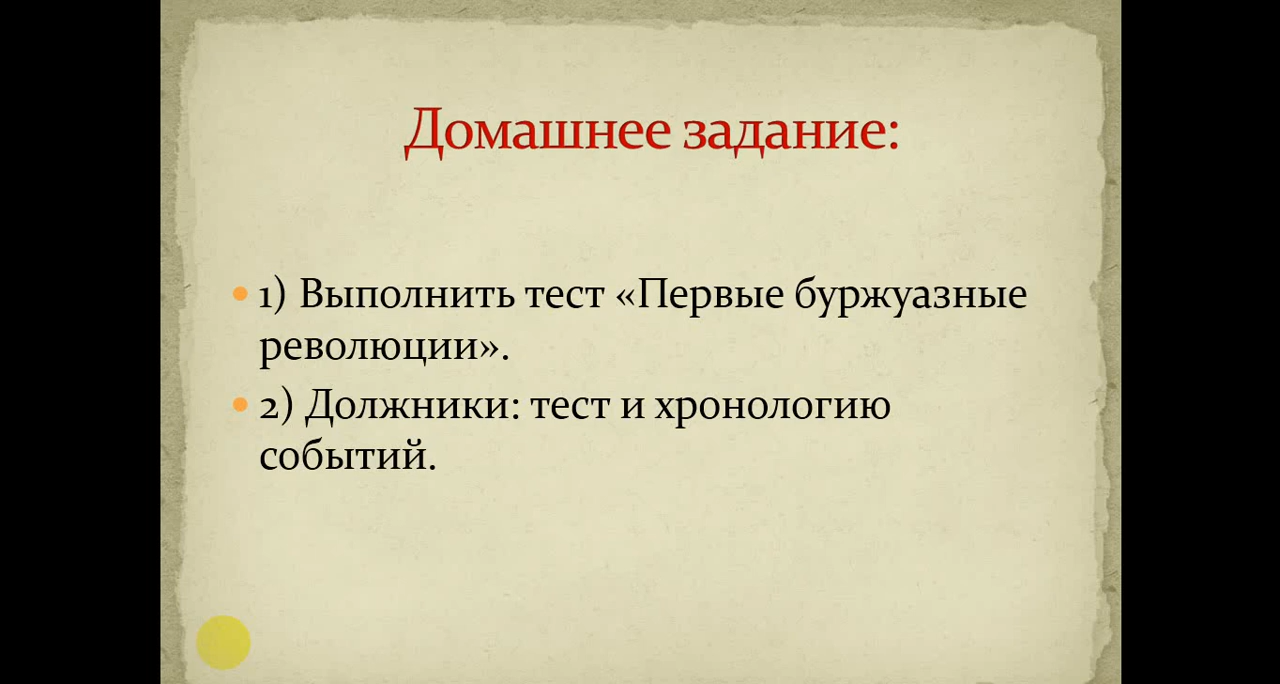 Домашнее задание:
• 1) Выполнить тест «Первые буржуазные
революции».
• 2) Должники: тест и хронологию
событий.